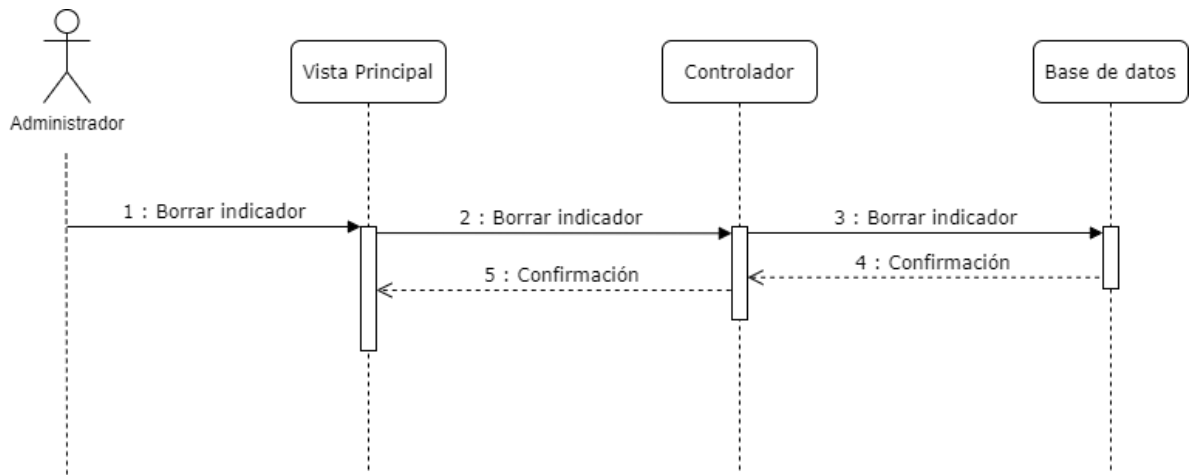 Vista Principal
Controlador
Base de datos
Administrador
1 : Borrar indicador
2 : Borrar indicador
3 : Borrar indicador
4 : Confirmación
5 : Confirmación